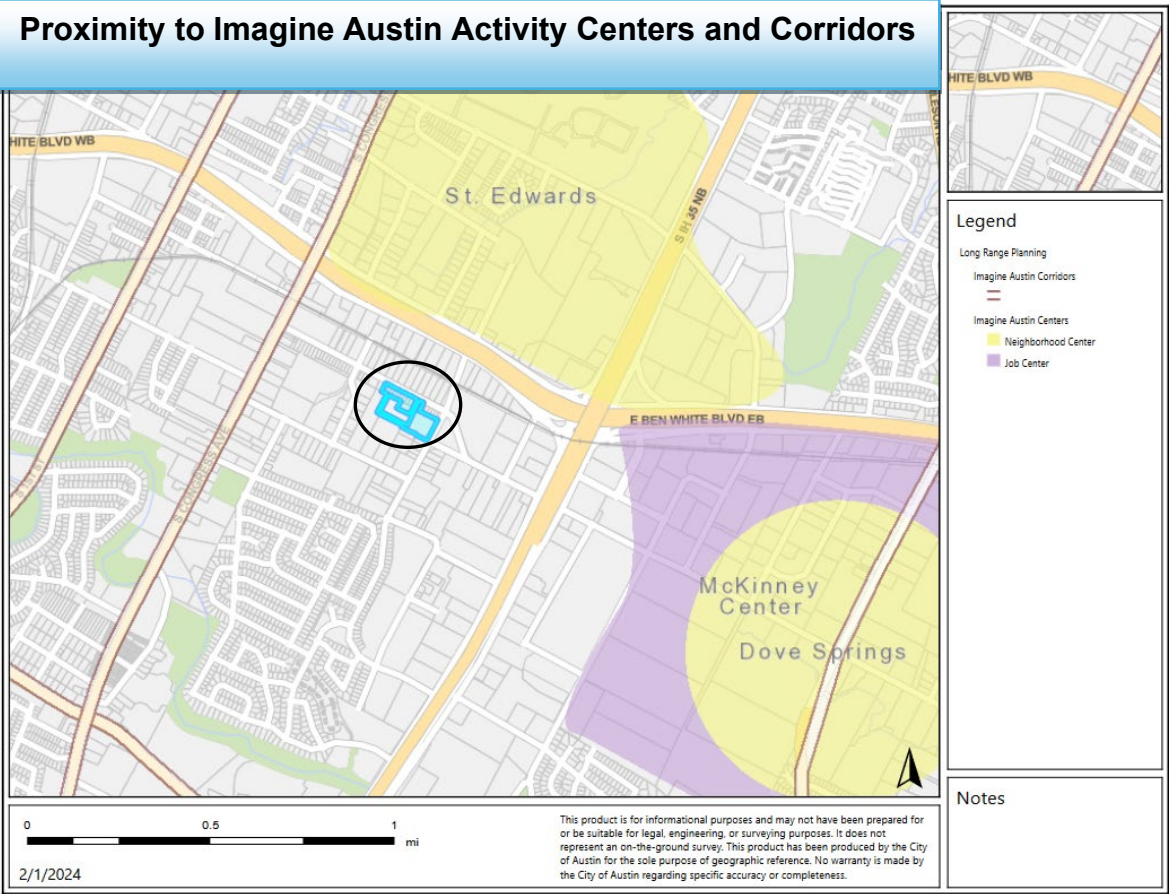 Proximity to Imagine Austin Activity Centers and Corridors
HITE BLVD WB
S CONGRESS
St. Edwards
S IH 35 NB
E BEN WHITE BLVD EB
S 1ST ST
S CONGRESS AVE
McKinney
Center
Dove Springs
HITE BLVD WB
Legend
Long Range Planning
Imagine Austin Corridors
Imagine Austin Centers
Neighborhood Center
Job Center
Notes
0 0.5 1
mi
2/1/2024
This product is for informational purposes and may not have been prepared for
or be suitable for legal, engineering, or surveying purposes. It does not
represent an on-the-ground survey. This product has been produced by the City
of Austin for the sole purpose of geographic reference. No warranty is made by
the City of Austin regarding specific accuracy or completeness.